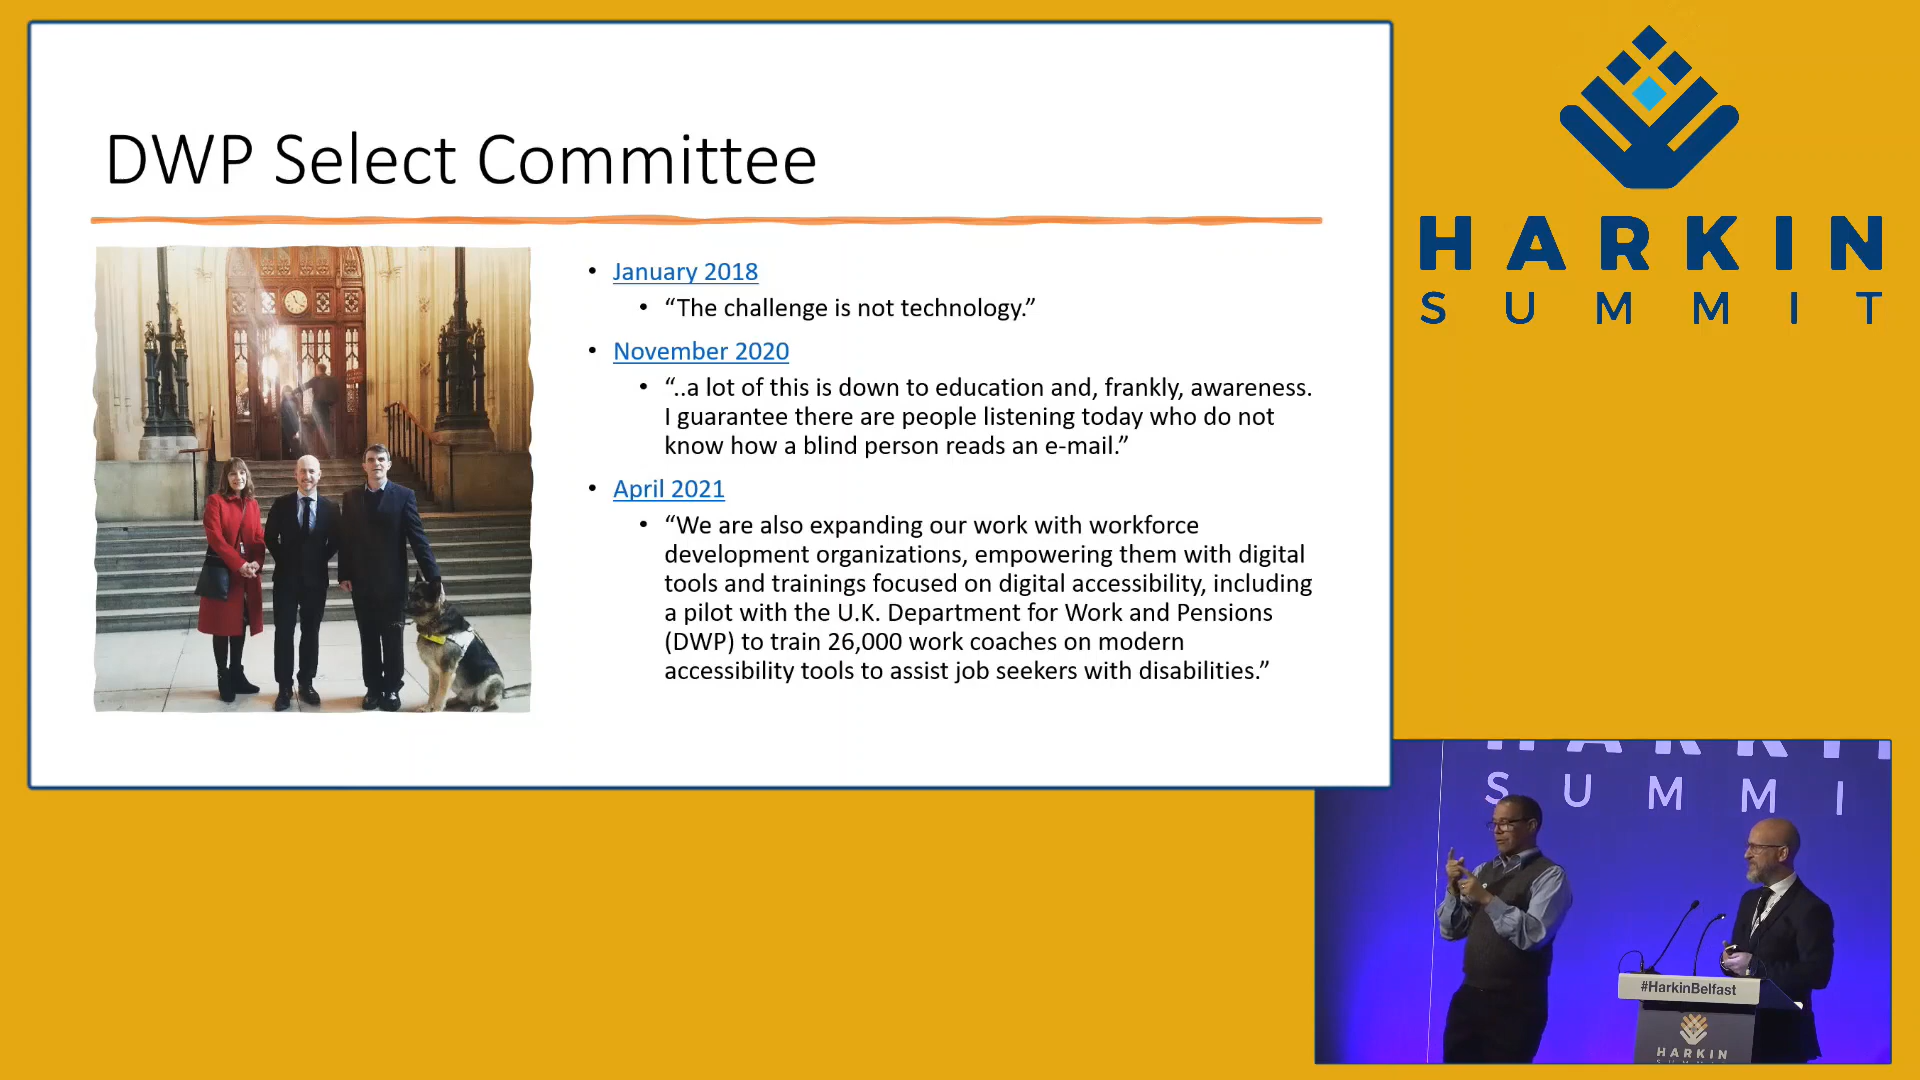 DWP Select Committee
• January 2018
• “The challenge is not technology.”
• November 2020
• “..a lot of this is down to education and, frankly, awareness.
I guarantee there are people listening today who do not
know how a blind person reads an e-mail.”
• April 2021
• “We are also expanding our work with workforce
development organizations, empowering them with digital
tools and trainings focused on digital accessibility, including
a pilot with the U.K. Department for Work and Pensions
(DWP) to train 26,000 work coaches on modern
accessibility tools to assist job seekers with disabilities.”
HARKIN
SUMMIT
SUMMI
#HarkinBelfast
HARKIN